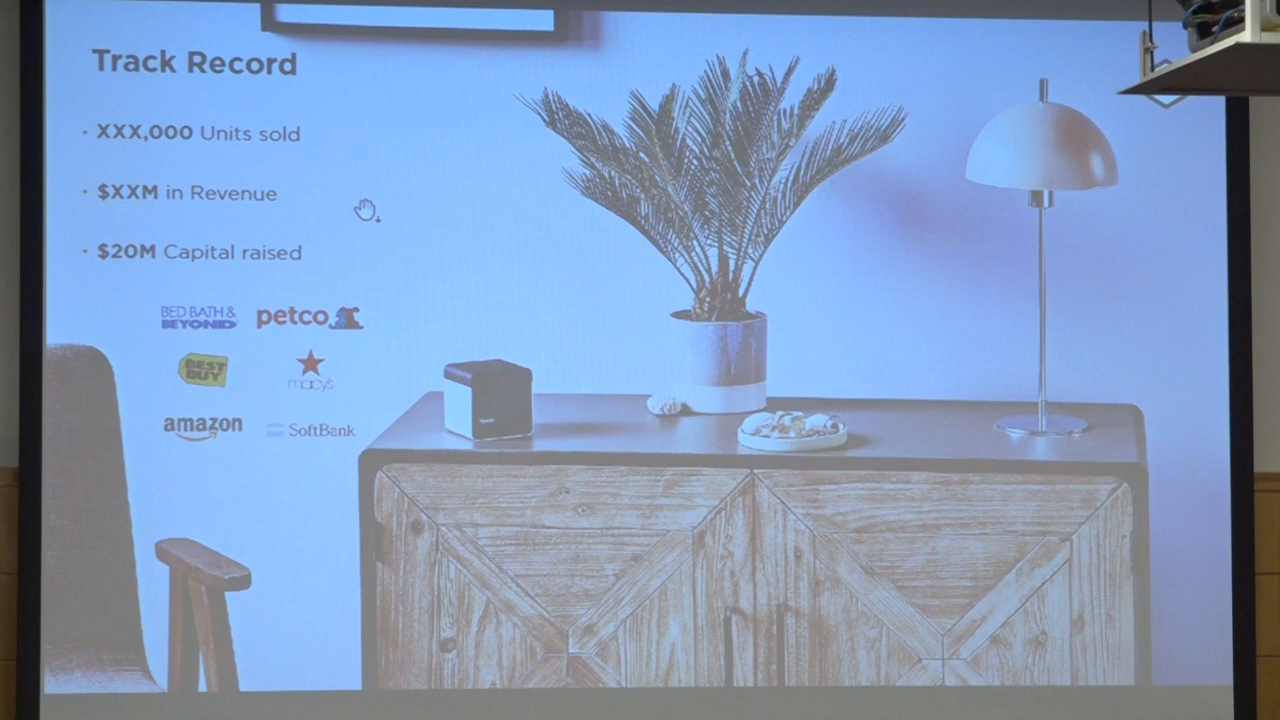 Track Record
· XXX,000 Units sold
· $XXM in Revenue
· $20M Capital raised
BED BATH &
BEYOND
petco
BEST
BUY
macy's
amazon
SoftBank